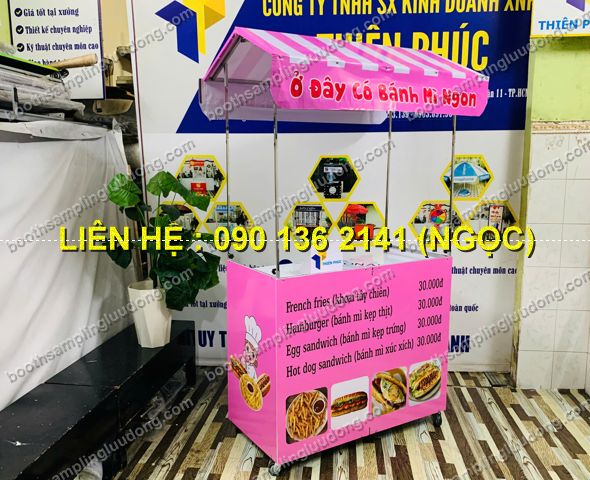 CÔNG TY TNHH SX KINH DOANH XNK
THIÊN PHÚC
Giá tốt tại xưởng
Thiết kế chuyên nghiệp
Kỹ thuật chuyên môn cao
THIÊN PHÚC
Ở Đây Có Bánh Mì Ngon
LIÊN HỆ : 090 136 2141 (NGỌC)
THIÊN PHÚC
French fries (khoai tây chiên) 30.000đ
Hamburger (bánh mì kẹp thịt) 30.000đ
Egg sandwich (bánh mì kẹp trứng) 30.000đ
Hot dog sandwich (bánh mì xúc xích) 30.000đ
boothsamplingluudong.com